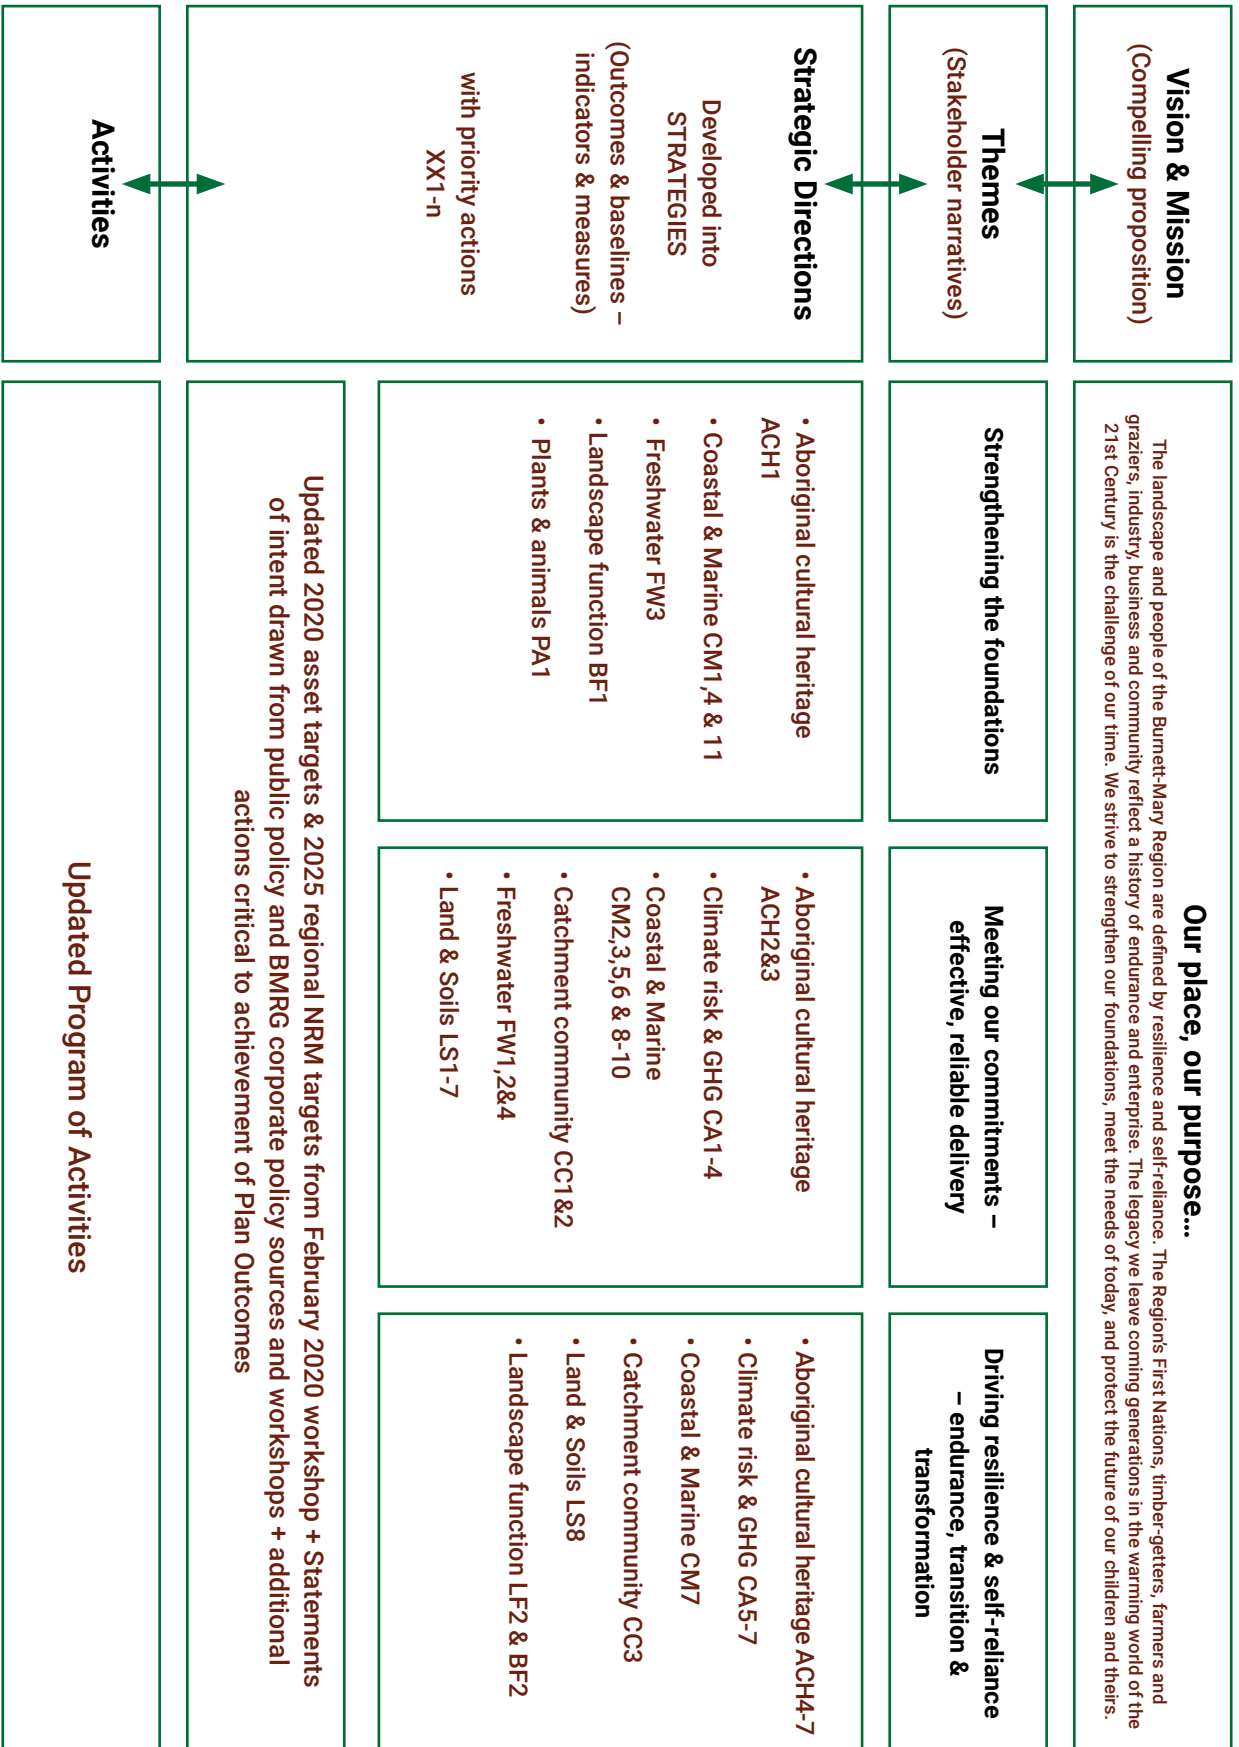 Vision & Mission
(Compelling proposition)
Our place, our purpose...
The landscape and people of the Burnett-Mary Region are defined by resilience and self-reliance. The Region's First Nations, timber-getters, farmers and
graziers, industry, business and community reflect a history of endurance and enterprise. The legacy we leave coming generations in the warming world of the
21st Century is the challenge of our time. We strive to strengthen our foundations, meet the needs of today, and protect the future of our children and theirs.
Themes
(Stakeholder narratives)
Strengthening the foundations
Meeting our commitments –
effective, reliable delivery
Driving resilience & self-reliance
– endurance, transition &
transformation
Strategic Directions
Developed into
STRATEGIES
(Outcomes & baselines –
indicators & measures)
with priority actions
XX1-n
• Aboriginal cultural heritage
ACH1
• Coastal & Marine CM1,4 & 11
• Freshwater FW3
• Landscape function BF1
• Plants & animals PA1
• Aboriginal cultural heritage
ACH2&3
• Climate risk & GHG CA1-4
• Coastal & Marine
CM2,3,5,6 & 8-10
• Catchment community CC1&2
• Freshwater FW1,2&4
• Land & Soils LS1-7
• Aboriginal cultural heritage ACH4-7
• Climate risk & GHG CA5-7
• Coastal & Marine CM7
• Catchment community CC3
• Land & Soils LS8
• Landscape function LF2 & BF2
Updated 2020 asset targets & 2025 regional NRM targets from February 2020 workshop + Statements
of intent drawn from public policy and BMRG corporate policy sources and workshops + additional
actions critical to achievement of Plan Outcomes
Activities
Updated Program of Activities